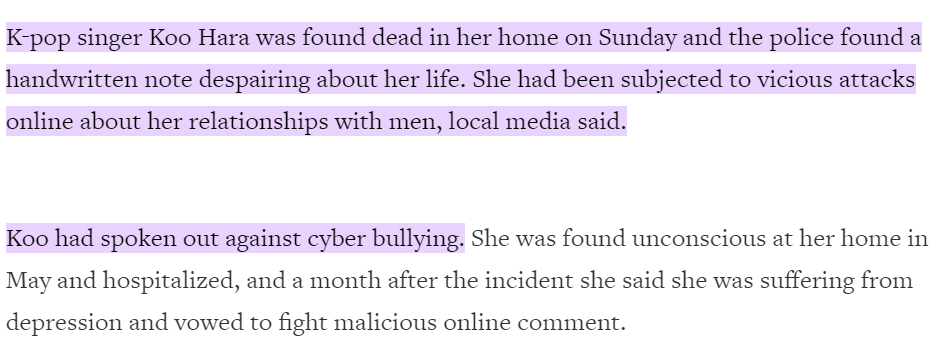 K-pop singer Koo Hara was found dead in her home on Sunday and the police found a
handwritten note despairing about her life. She had been subjected to vicious attacks
online about her relationships with men, local media said.
Koo had spoken out against cyber bullying. She was found unconscious at her home in
May and hospitalized, and a month after the incident she said she was suffering from
depression and vowed to fight malicious online comment.